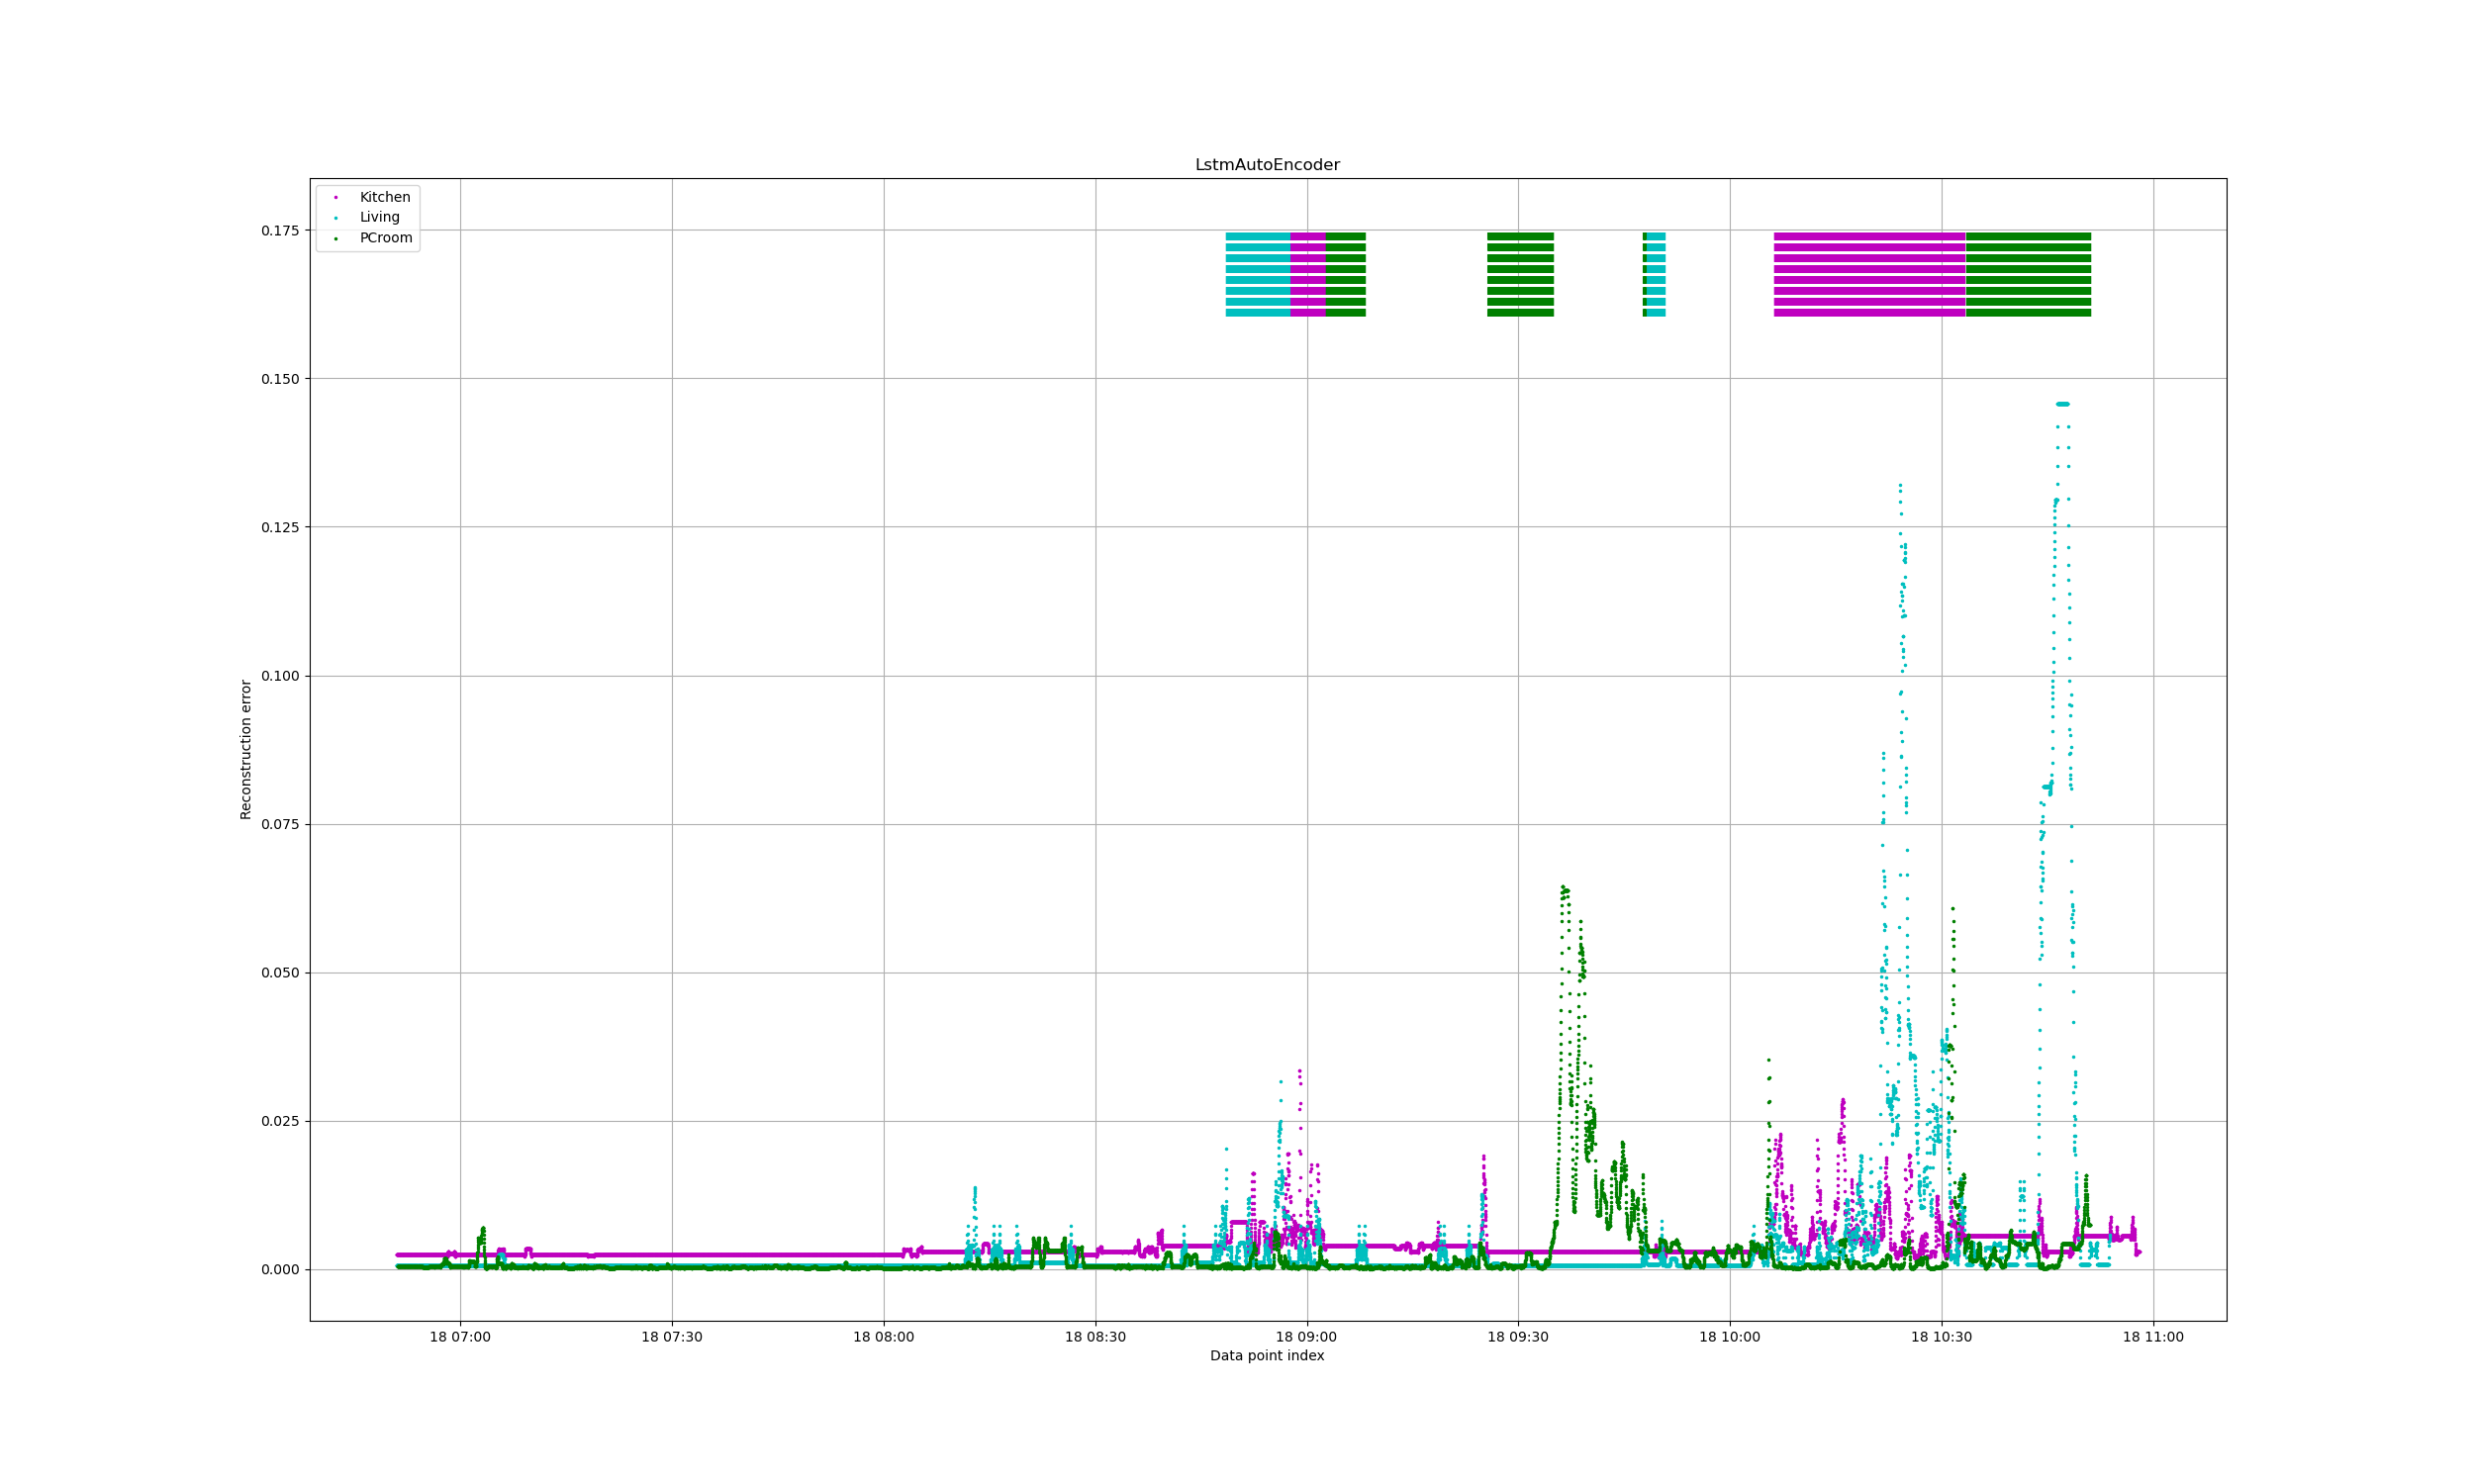 LstmAutoEncoder
Kitchen
Living
PCroom
0.175
0.150
0.125
0.100
0.075
0.050
0.025
0.000
Reconstruction error
18 07:00 18 07:30 18 08:00 18 08:30 18 09:00 18 09:30 18 10:00 18 10:30 18 11:00
Data point index